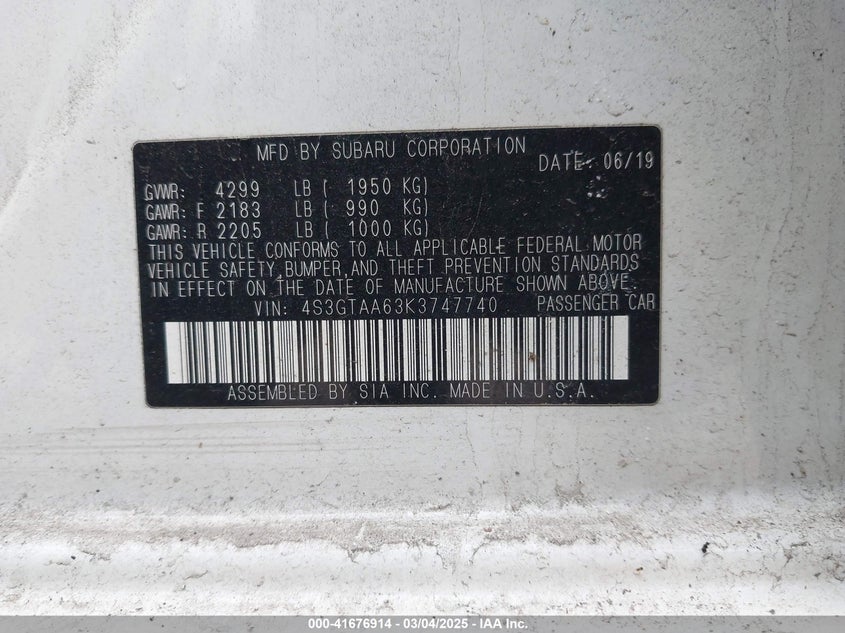 MFD BY SUBARU CORPORATION DATE: 06/19
GVWR: 4299 LB ( 1950 KG)
GAWR: F 2183 LB ( 990 KG)
GAWR: R 2205 LB ( 1000 KG)
THIS VEHICLE CONFORMS TO ALL APPLICABLE FEDERAL MOTOR
VEHICLE SAFETY, BUMPER, AND THEFT PREVENTION STANDARDS
IN EFFECT ON THE DATE OF MANUFACTURE SHOWN ABOVE.
VIN: 4S3GTAA63K3747740 PASSENGER CAR
ASSEMBLED BY SIA INC. MADE IN U.S.A.
000-41676914 - 03/04/2025 - IAAI.COM